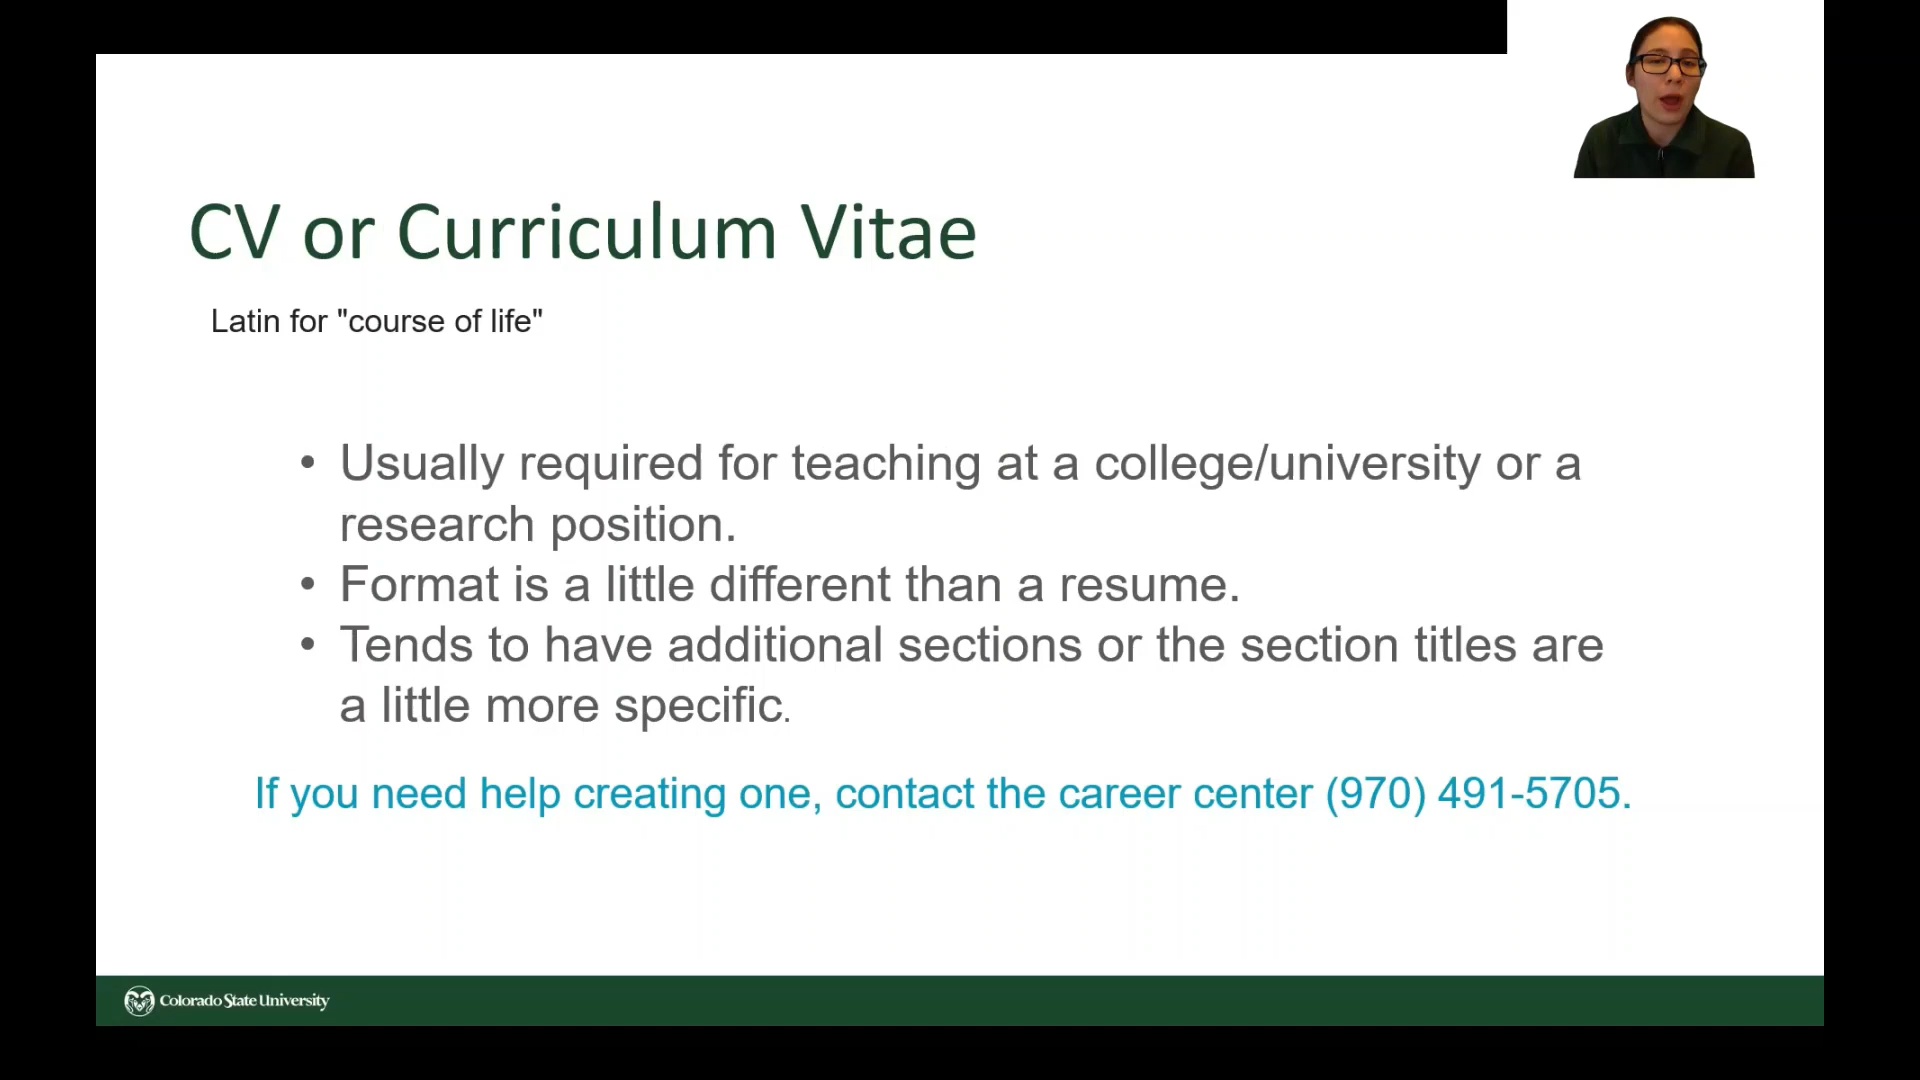 CV or Curriculum Vitae
Latin for "course of life"
• Usually required for teaching at a college/university or a
research position.
• Format is a little different than a resume.
• Tends to have additional sections or the section titles are
a little more specific.
If you need help creating one, contact the career center (970) 491-5705.
Colorado State University